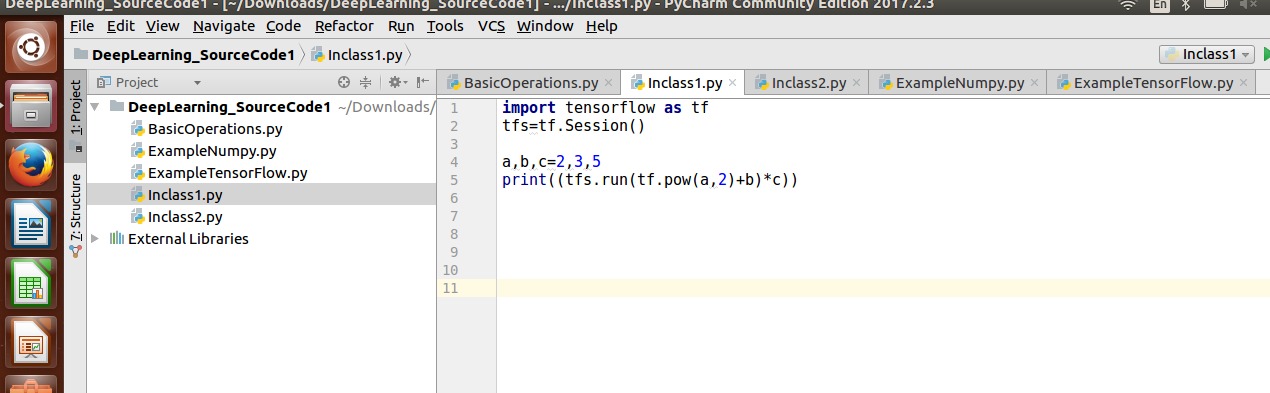 DeepLearning_SourceCode1 - [~/Downloads/DeepLearning_SourceCode1] - .../Inclass1.py - PyCharm Community Edition 2017.2.3
En
File Edit View Navigate Code Refactor Run Tools VCS Window Help
DeepLearning_SourceCode1 Inclass1.py
Inclass1
1: Project
7: Structure
Project
DeepLearning_SourceCode1 ~/Downloads/
BasicOperations.py
ExampleNumpy.py
ExampleTensorFlow.py
Inclass1.py
Inclass2.py
External Libraries
BasicOperations.py Inclass1.py Inclass2.py ExampleNumpy.py ExampleTensorFlow.py
1 import tensorflow as tf
2 tfs=tf.Session()
3
4 a,b,c=2,3,5
5 print((tfs.run(tf.pow(a,2)+b)*c))
6
7
8
9
10
11